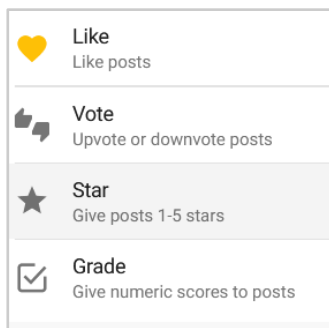 Like
Like posts
Vote
Upvote or downvote posts
Star
Give posts 1-5 stars
Grade
Give numeric scores to posts